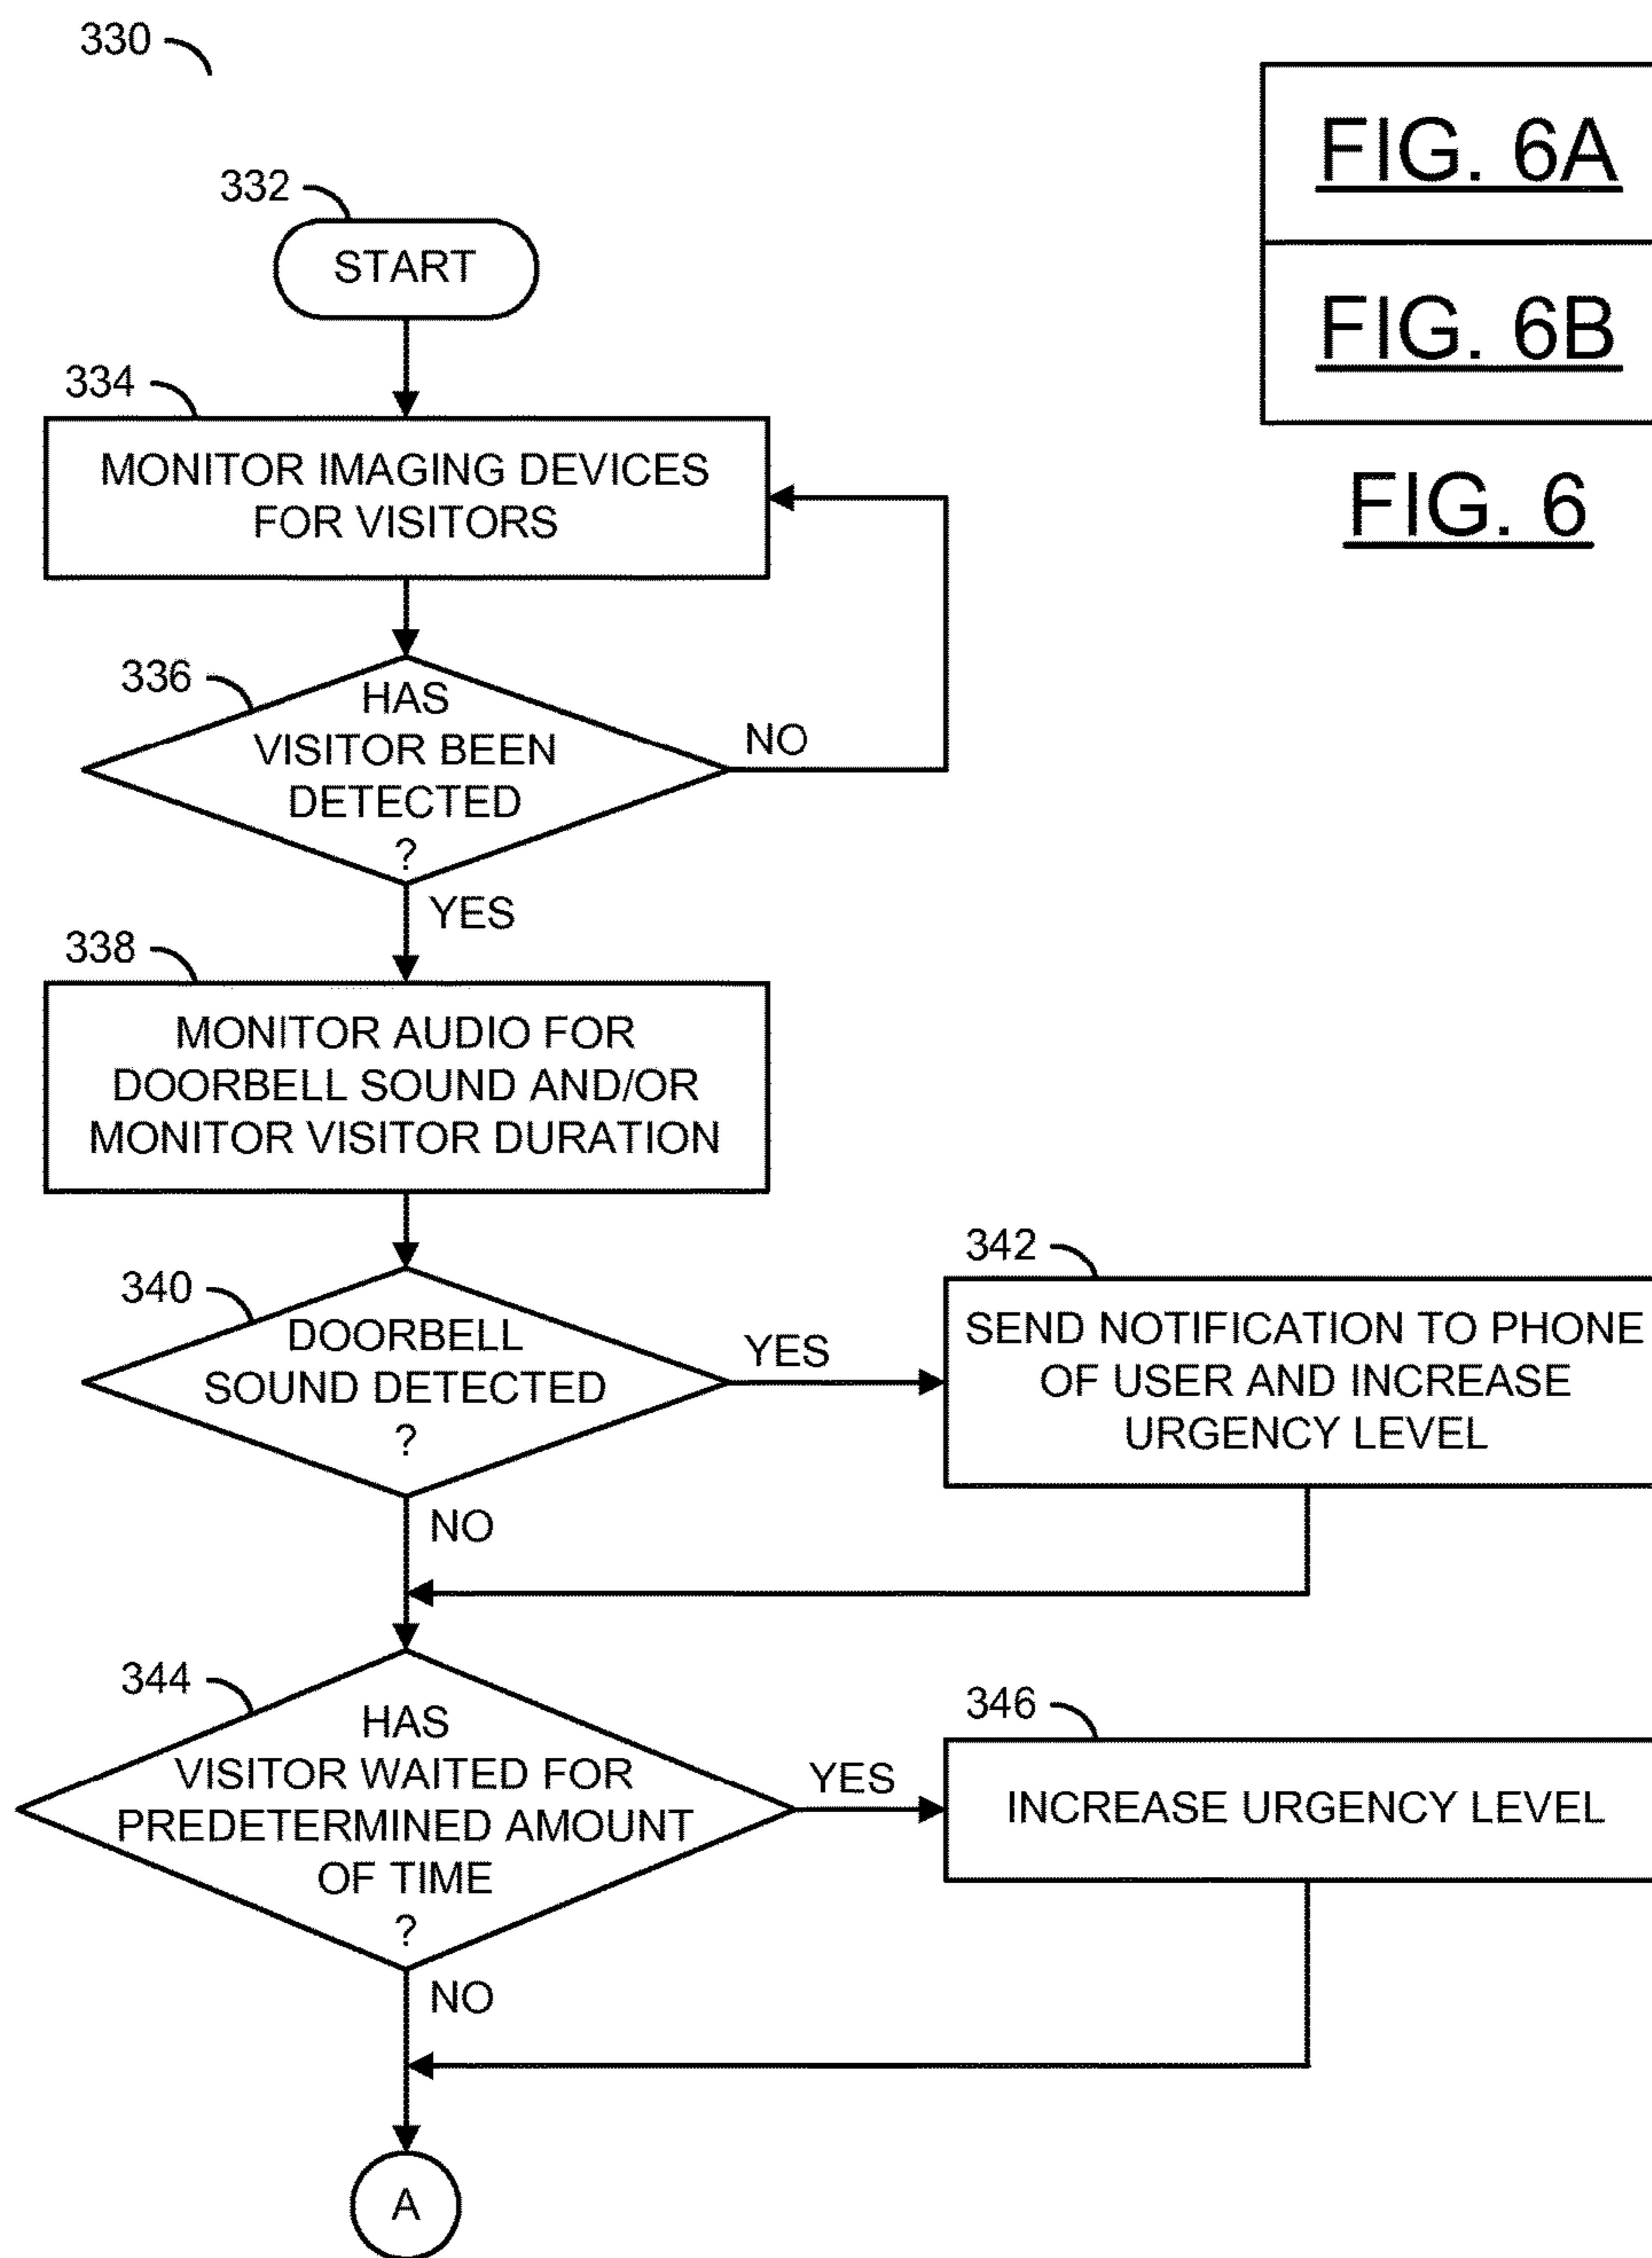 330
FIG. 6A
FIG. 6B
FIG. 6
332
START
334
MONITOR IMAGING DEVICES
FOR VISITORS
336
HAS
VISITOR BEEN
DETECTED
?
NO
YES
338
MONITOR AUDIO FOR
DOORBELL SOUND AND/OR
MONITOR VISITOR DURATION
340
DOORBELL
SOUND DETECTED
?
YES
342
SEND NOTIFICATION TO PHONE
OF USER AND INCREASE
URGENCY LEVEL
NO
344
HAS
VISITOR WAITED FOR
PREDETERMINED AMOUNT
OF TIME
?
YES
346
INCREASE URGENCY LEVEL
NO
A